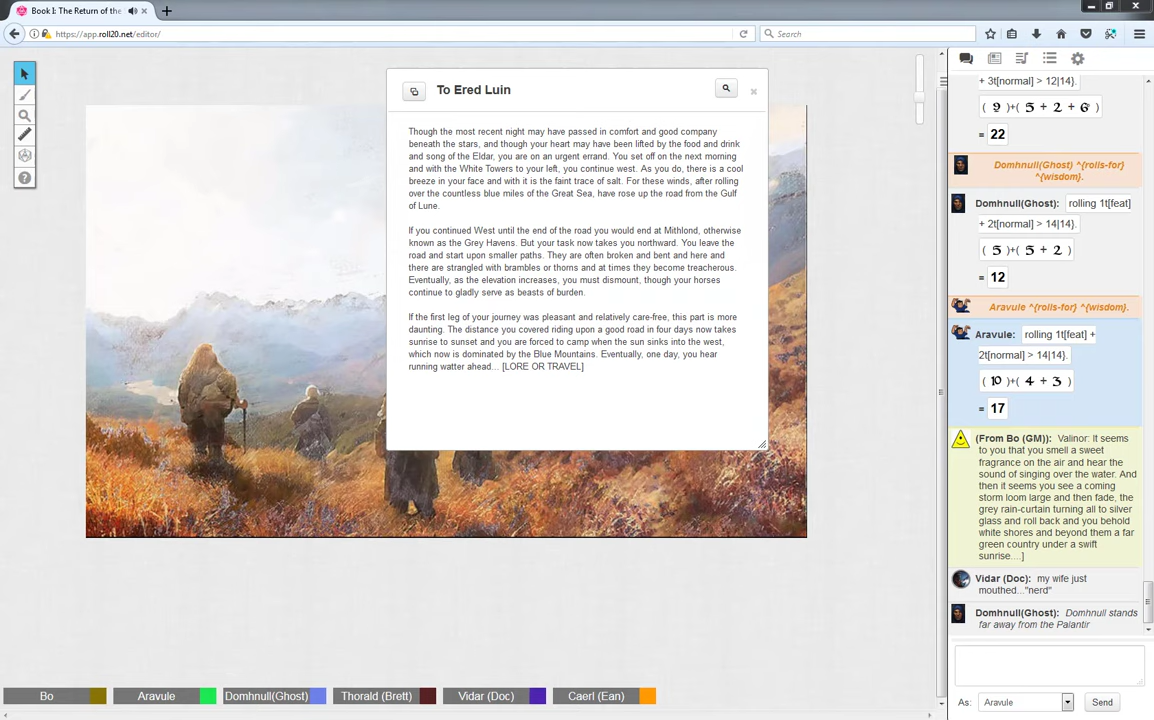 Book I: The Return of the
https://app.roll20.net/editor/
Search
To Ered Luin
Though the most recent night may have passed in comfort and good company
beneath the stars, and though your heart may have been lifted by the food and drink
and song of the Eldar, you are on an urgent errand. You set off on the next morning
and with the White Towers to your left, you continue west. As you do, there is a cool
breeze in your face and with it is the faint trace of salt. For these winds, after rolling
over the countless blue miles of the Great Sea, have rose up the road from the Gulf
of Lune.
If you continued West until the end of the road you would end at Mithlond, otherwise
known as the Grey Havens. But your task now takes you northward. You leave the
road and start upon smaller paths. They are often broken and bent and here and
there are strangled with brambles or thorns and at times they become treacherous.
Eventually, as the elevation increases, you must dismount, though your horses
continue to gladly serve as beasts of burden.
If the first leg of your journey was pleasant and relatively care-free, this part is more
daunting. The distance you covered riding upon a good road in four days now takes
sunrise to sunset and you are forced to camp when the sun sinks into the west,
which now is dominated by the Blue Mountains. Eventually, one day, you hear
running watter ahead... [LORE OR TRAVEL]
+ 3t[normal] > 12|14}.
( 9 )+( 5 + 2 + 6 )
= 22
Domhnull(Ghost) ^{rolls-for}
^{wisdom}.
Domhnull(Ghost): rolling 1t[feat]
+ 2t[normal] > 14|14}.
( 5 )+( 5 + 2 )
= 12
Aravule ^{rolls-for} ^{wisdom}.
Aravule: rolling 1t[feat] +
2t[normal] > 14|14}.
( 10 )+( 4 + 3 )
= 17
(From Bo (GM)): Valinor: It seems
to you that you smell a sweet
fragrance on the air and hear the
sound of singing over the water. And
then it seems you see a coming
storm loom large and then fade, the
grey rain-curtain turning all to silver
glass and roll back and you behold
white shores and beyond them a far
green country under a swift
sunrise....]
Vidar (Doc): my wife just
mouthed..."nerd"
Domhnull(Ghost): Domhnull stands
far away from the Palantir
As: Aravule Send
Bo Aravule Domhnull(Ghost) Thorald (Brett) Vidar (Doc) Caerl (Ean)